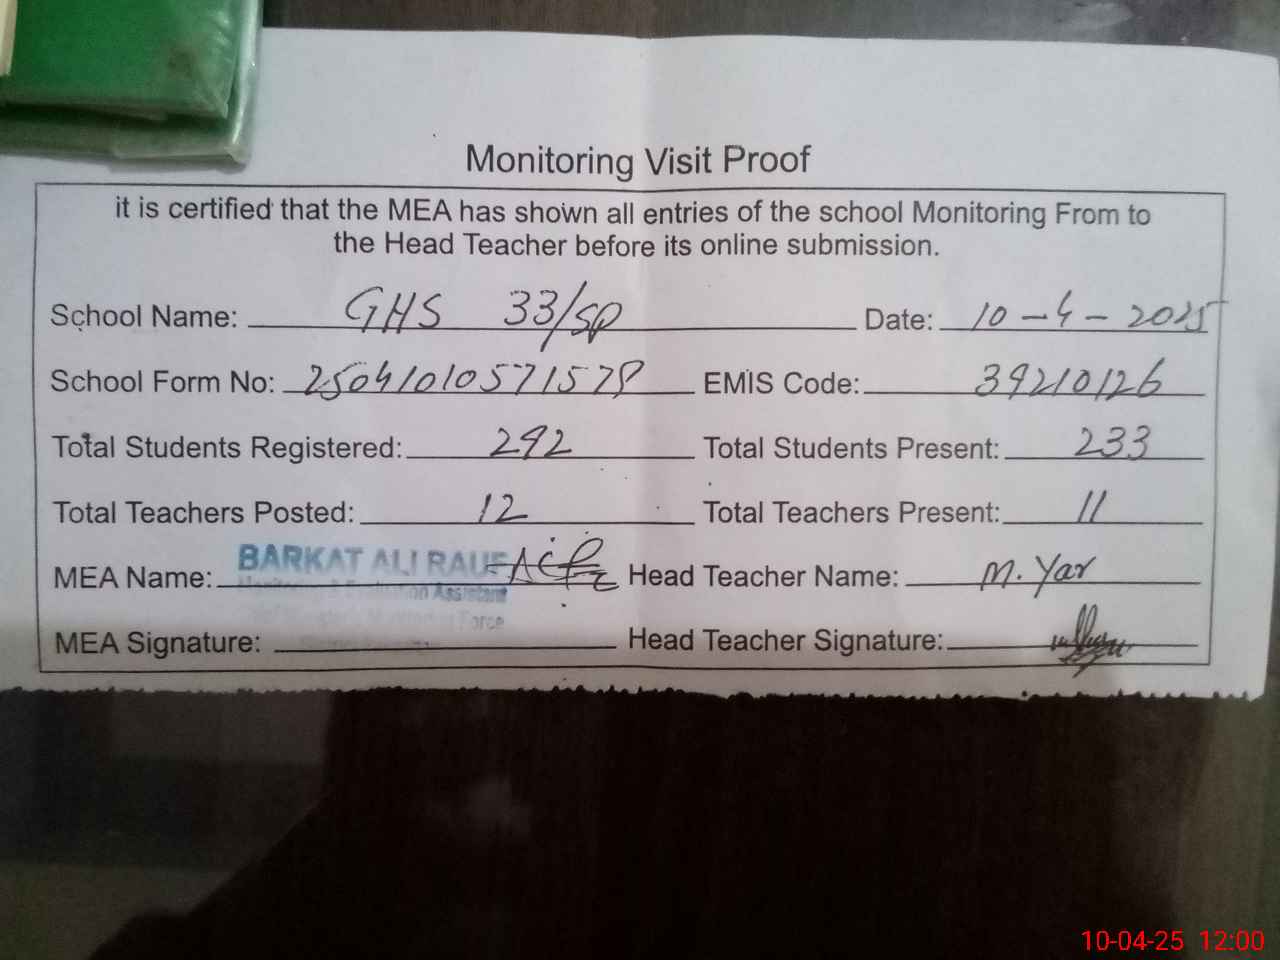 Monitoring Visit Proof
it is certified that the MEA has shown all entries of the school Monitoring From to
the Head Teacher before its online submission.
School Name: GHS 33/SP Date: 10-4-2025
School Form No: EMIS Code: 39210126
Total Students Registered: 292 Total Students Present: 233
Total Teachers Posted: 12 Total Teachers Present: 11
MEA Name: BARKAT ALI RAUF Head Teacher Name: M. Yar
Monitoring & Evaluation Assistant
Force
MEA Signature: Head Teacher Signature:
10-04-25 12:00